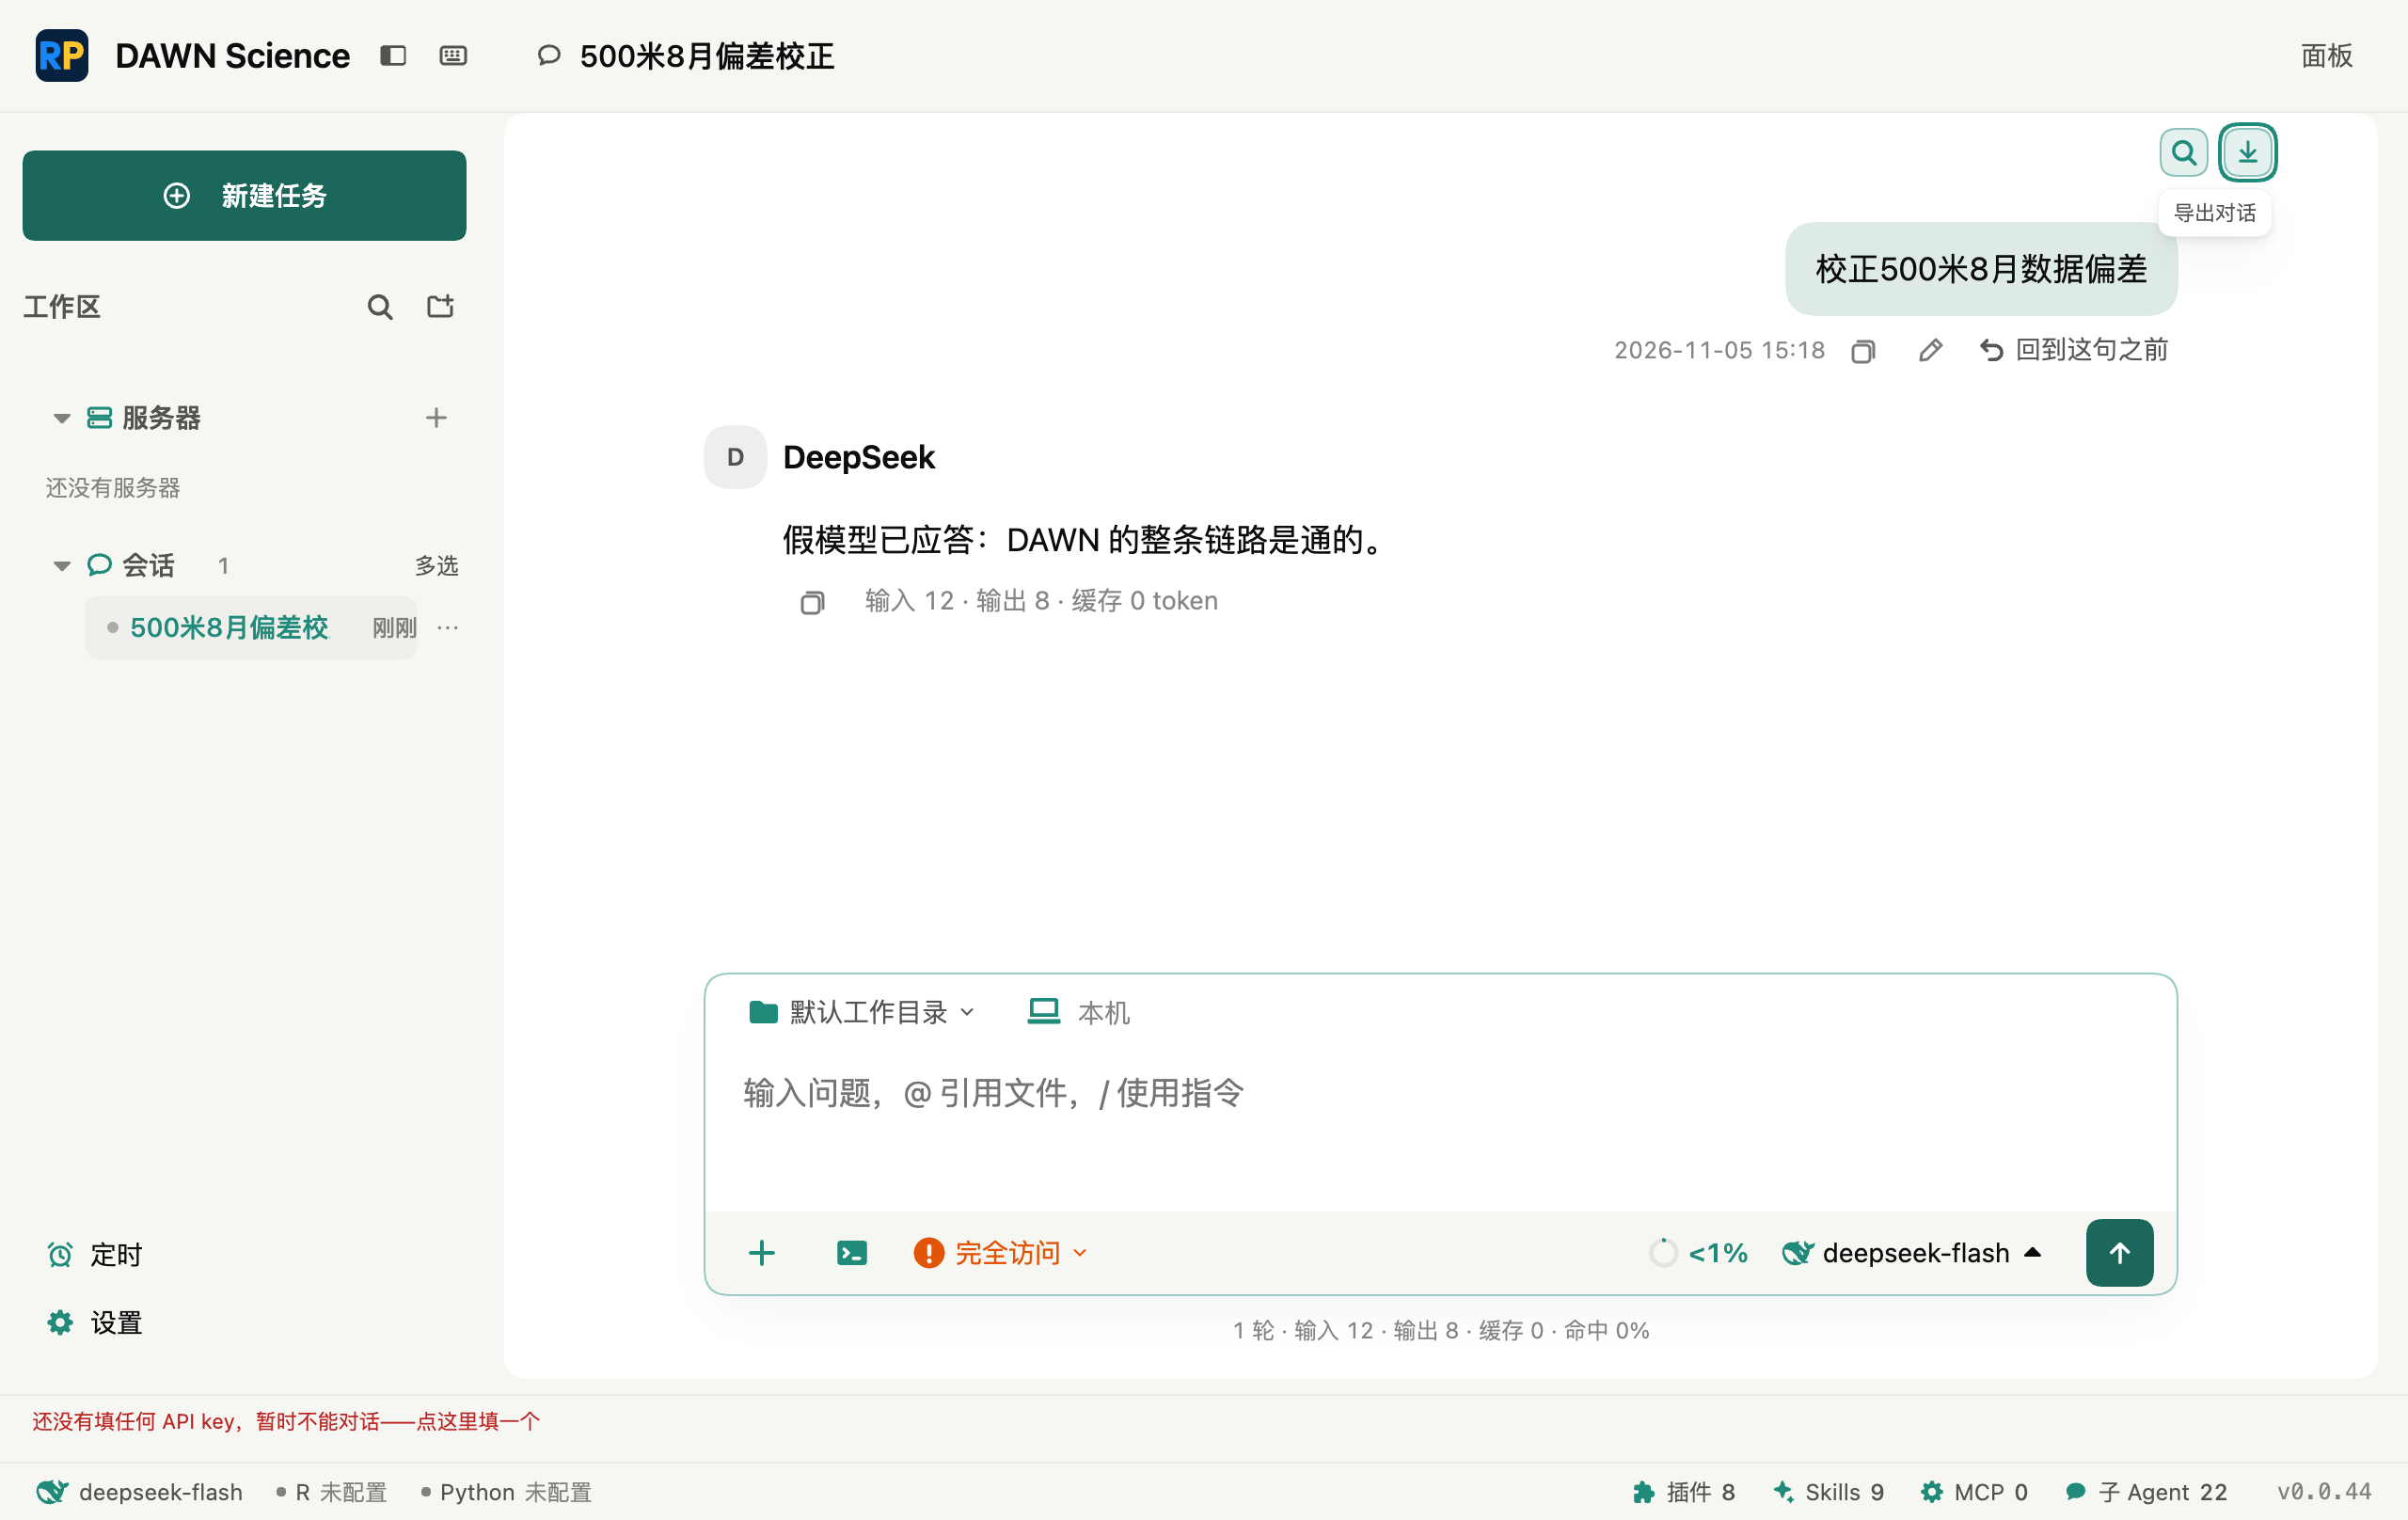 RP DAWN Science 500米8月偏差校正 面板
新建任务
导出对话
工作区
校正500米8月数据偏差
2026-11-05 15:18 回到这句之前
服务器
还没有服务器
DeepSeek
D
假模型已应答：DAWN 的整条链路是通的。
输入 12 · 输出 8 · 缓存 0 token
会话 1 多选
500米8月偏差校 刚刚 ···
默认工作目录 本机
输入问题，@ 引用文件，/ 使用指令
完全访问 <1% deepseek-flash
1 轮 · 输入 12 · 输出 8 · 缓存 0 · 命中 0%
定时
设置
还没有填任何 API key，暂时不能对话——点这里填一个
deepseek-flash R 未配置 Python 未配置 插件 8 Skills 9 MCP 0 子 Agent 22 v0.0.44